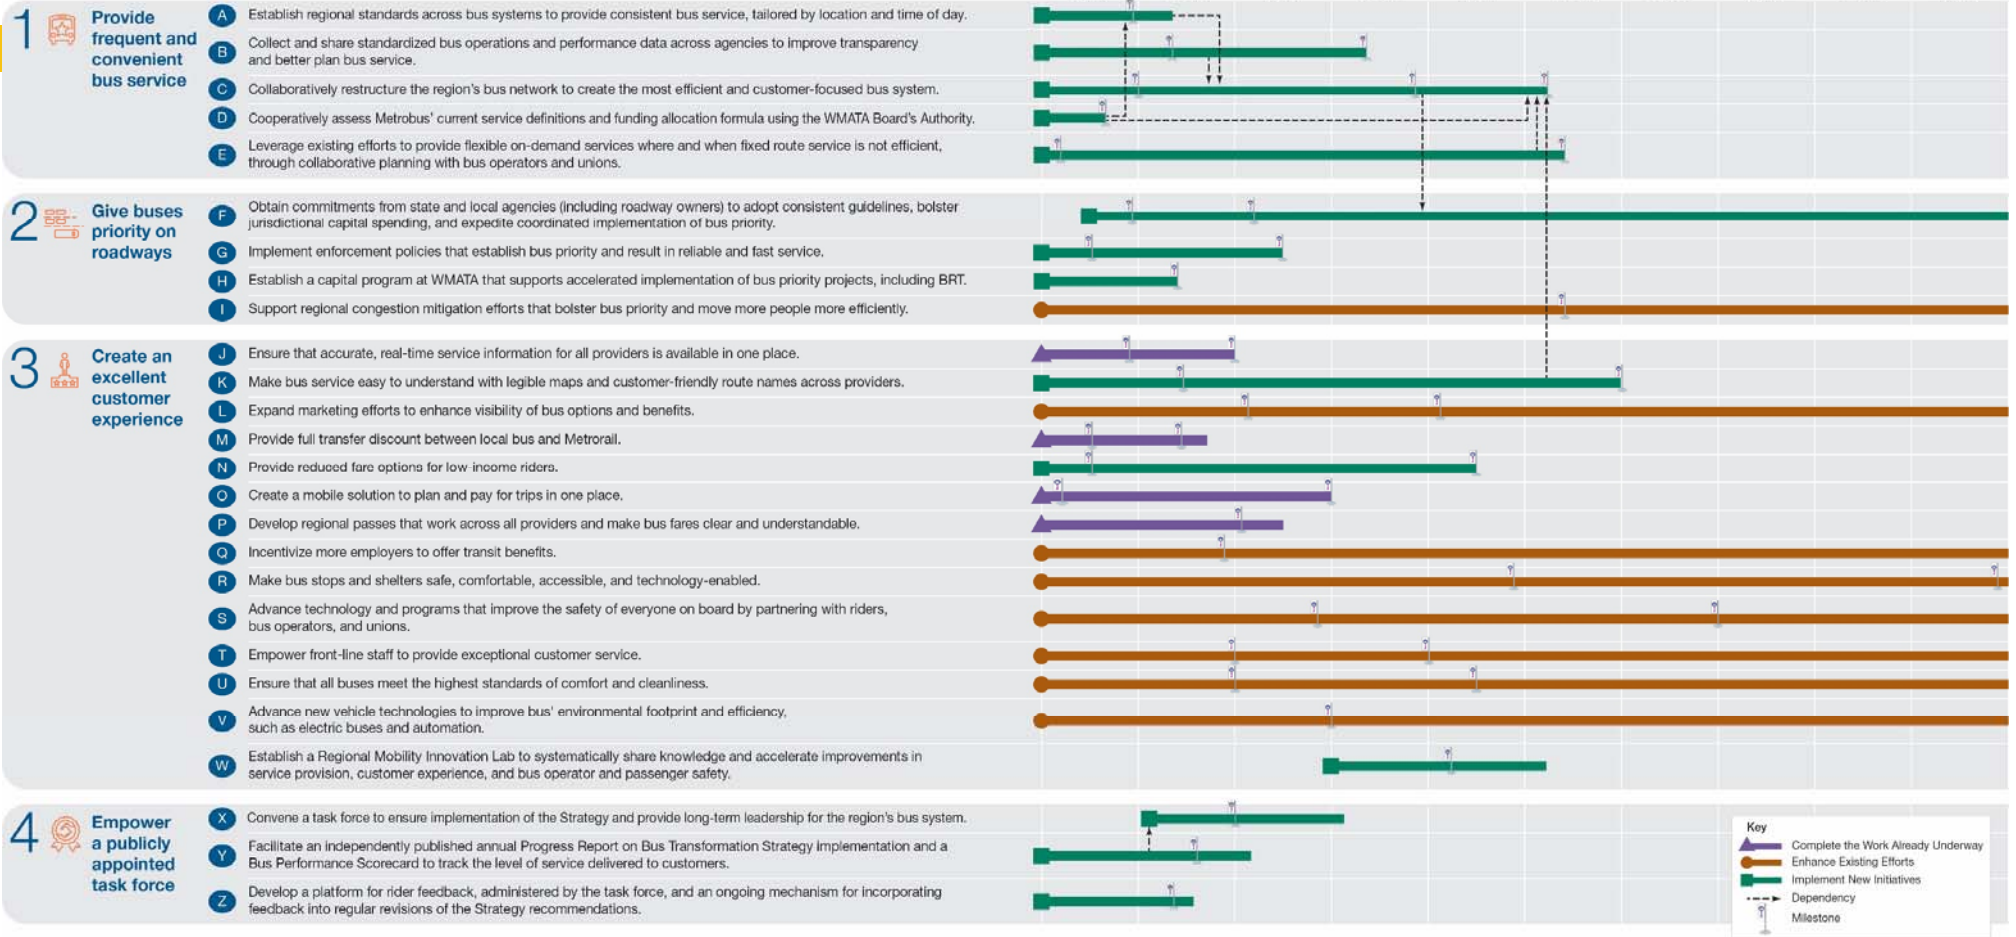 1
Provide
frequent and
convenient
bus service
A
Establish regional standards across bus systems to provide consistent bus service, tailored by location and time of day.
B
Collect and share standardized bus operations and performance data across agencies to improve transparency
and better plan bus service.
C
Collaboratively restructure the region's bus network to create the most efficient and customer-focused bus system.
D
Cooperatively assess Metrobus' current service definitions and funding allocation formula using the WMATA Board's Authority.
E
Leverage existing efforts to provide flexible on-demand services where and when fixed route service is not efficient,
through collaborative planning with bus operators and unions.
2
Give buses
priority on
roadways
F
Obtain commitments from state and local agencies (including roadway owners) to adopt consistent guidelines, bolster
jurisdictional capital spending, and expedite coordinated implementation of bus priority.
G
Implement enforcement policies that establish bus priority and result in reliable and fast service.
H
Establish a capital program at WMATA that supports accelerated implementation of bus priority projects, including BRT.
I
Support regional congestion mitigation efforts that bolster bus priority and move more people more efficiently.
3
Create an
excellent
customer
experience
J
Ensure that accurate, real-time service information for all providers is available in one place.
K
Make bus service easy to understand with legible maps and customer-friendly route names across providers.
L
Expand marketing efforts to enhance visibility of bus options and benefits.
M
Provide full transfer discount between local bus and Metrorail.
N
Provide reduced fare options for low-income riders.
O
Create a mobile solution to plan and pay for trips in one place.
P
Develop regional passes that work across all providers and make bus fares clear and understandable.
Q
Incentivize more employers to offer transit benefits.
R
Make bus stops and shelters safe, comfortable, accessible, and technology-enabled.
S
Advance technology and programs that improve the safety of everyone on board by partnering with riders,
bus operators, and unions.
T
Empower front-line staff to provide exceptional customer service.
U
Ensure that all buses meet the highest standards of comfort and cleanliness.
V
Advance new vehicle technologies to improve bus' environmental footprint and efficiency,
such as electric buses and automation.
W
Establish a Regional Mobility Innovation Lab to systematically share knowledge and accelerate improvements in
service provision, customer experience, and bus operator and passenger safety.
4
Empower
a publicly
appointed
task force
X
Convene a task force to ensure implementation of the Strategy and provide long-term leadership for the region's bus system.
Y
Facilitate an independently published annual Progress Report on Bus Transformation Strategy implementation and a
Bus Performance Scorecard to track the level of service delivered to customers.
Z
Develop a platform for rider feedback, administered by the task force, and an ongoing mechanism for incorporating
feedback into regular revisions of the Strategy recommendations.
Key
Complete the Work Already Underway
Enhance Existing Efforts
Implement New Initiatives
Dependency
Milestone